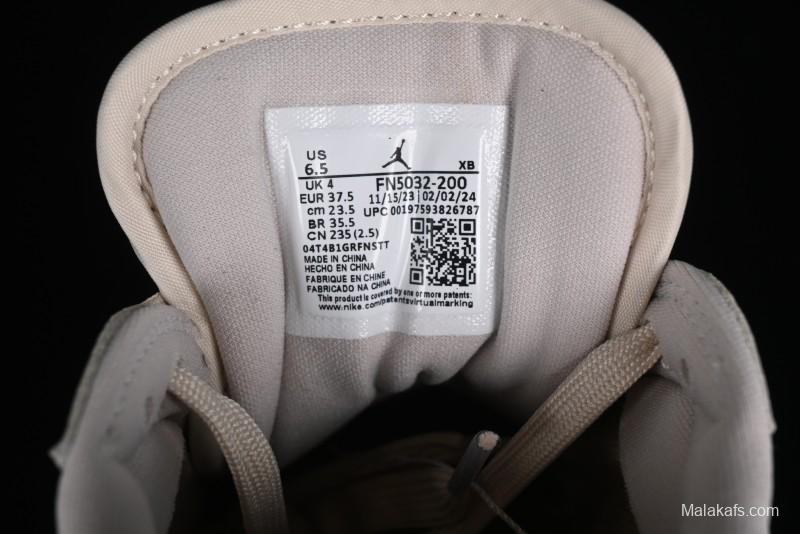 US XB
6.5
UK 4 FN5032-200
EUR 37.5 11/15/23 | 02/02/24
cm 23.5 UPC 00197593826787
BR 35.5
CN 235 (2.5)
04T4B1GRFNSTT
MADE IN CHINA
HECHO EN CHINA
FABRIQUE EN CHINE
FABRICADO NA CHINA
This product is covered by one or more patents:
www.nike.com/patentsvirtualmarking
Malakafs.com